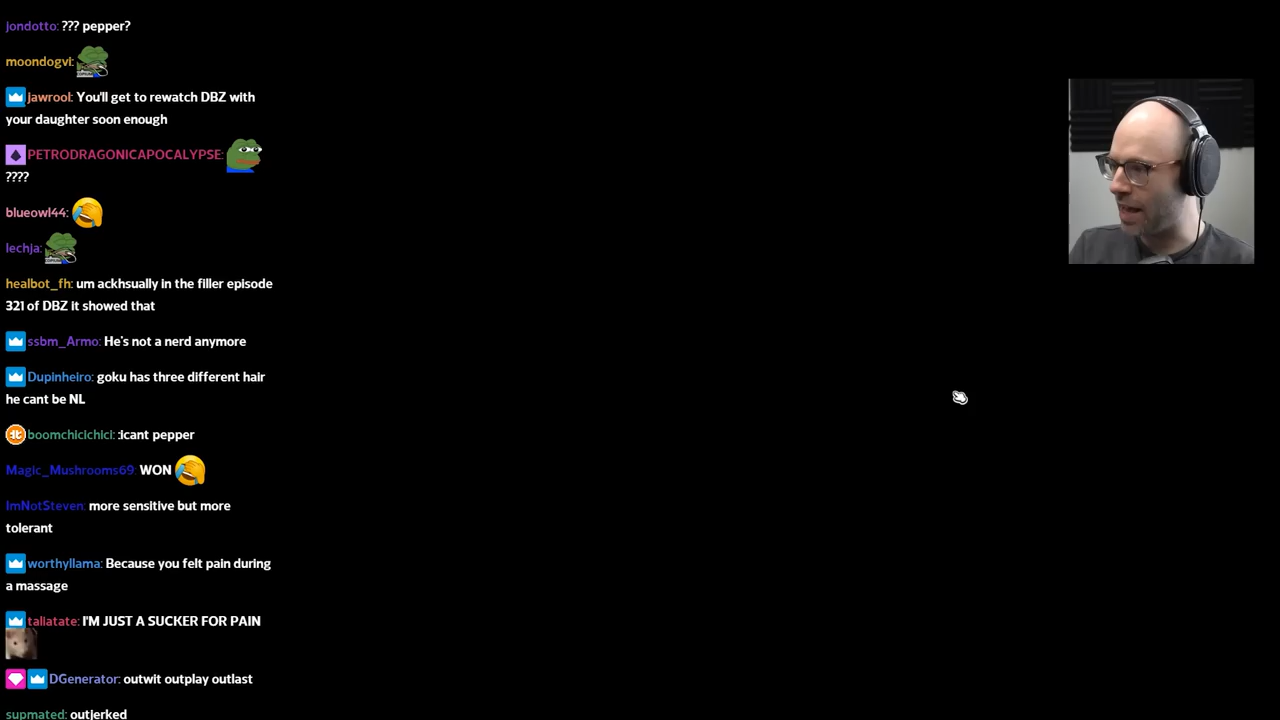 jondotto: ??? pepper?
moondogvi:
jawrool: You'll get to rewatch DBZ with
your daughter soon enough
PETRODRAGONICAPOCALYPSE:
????
blueowl44:
lechja:
healbot_fh: um ackhsually in the filler episode
321 of DBZ it showed that
ssbm_Armo: He's not a nerd anymore
Dupinheiro: goku has three different hair
he cant be NL
boomchicichici: :icant pepper
Magic_Mushrooms69: WON
ImNotSteven: more sensitive but more
tolerant
worthyllama: Because you felt pain during
a massage
taliatate: I'M JUST A SUCKER FOR PAIN
DGenerator: outwit outplay outlast
supmated: outjerked